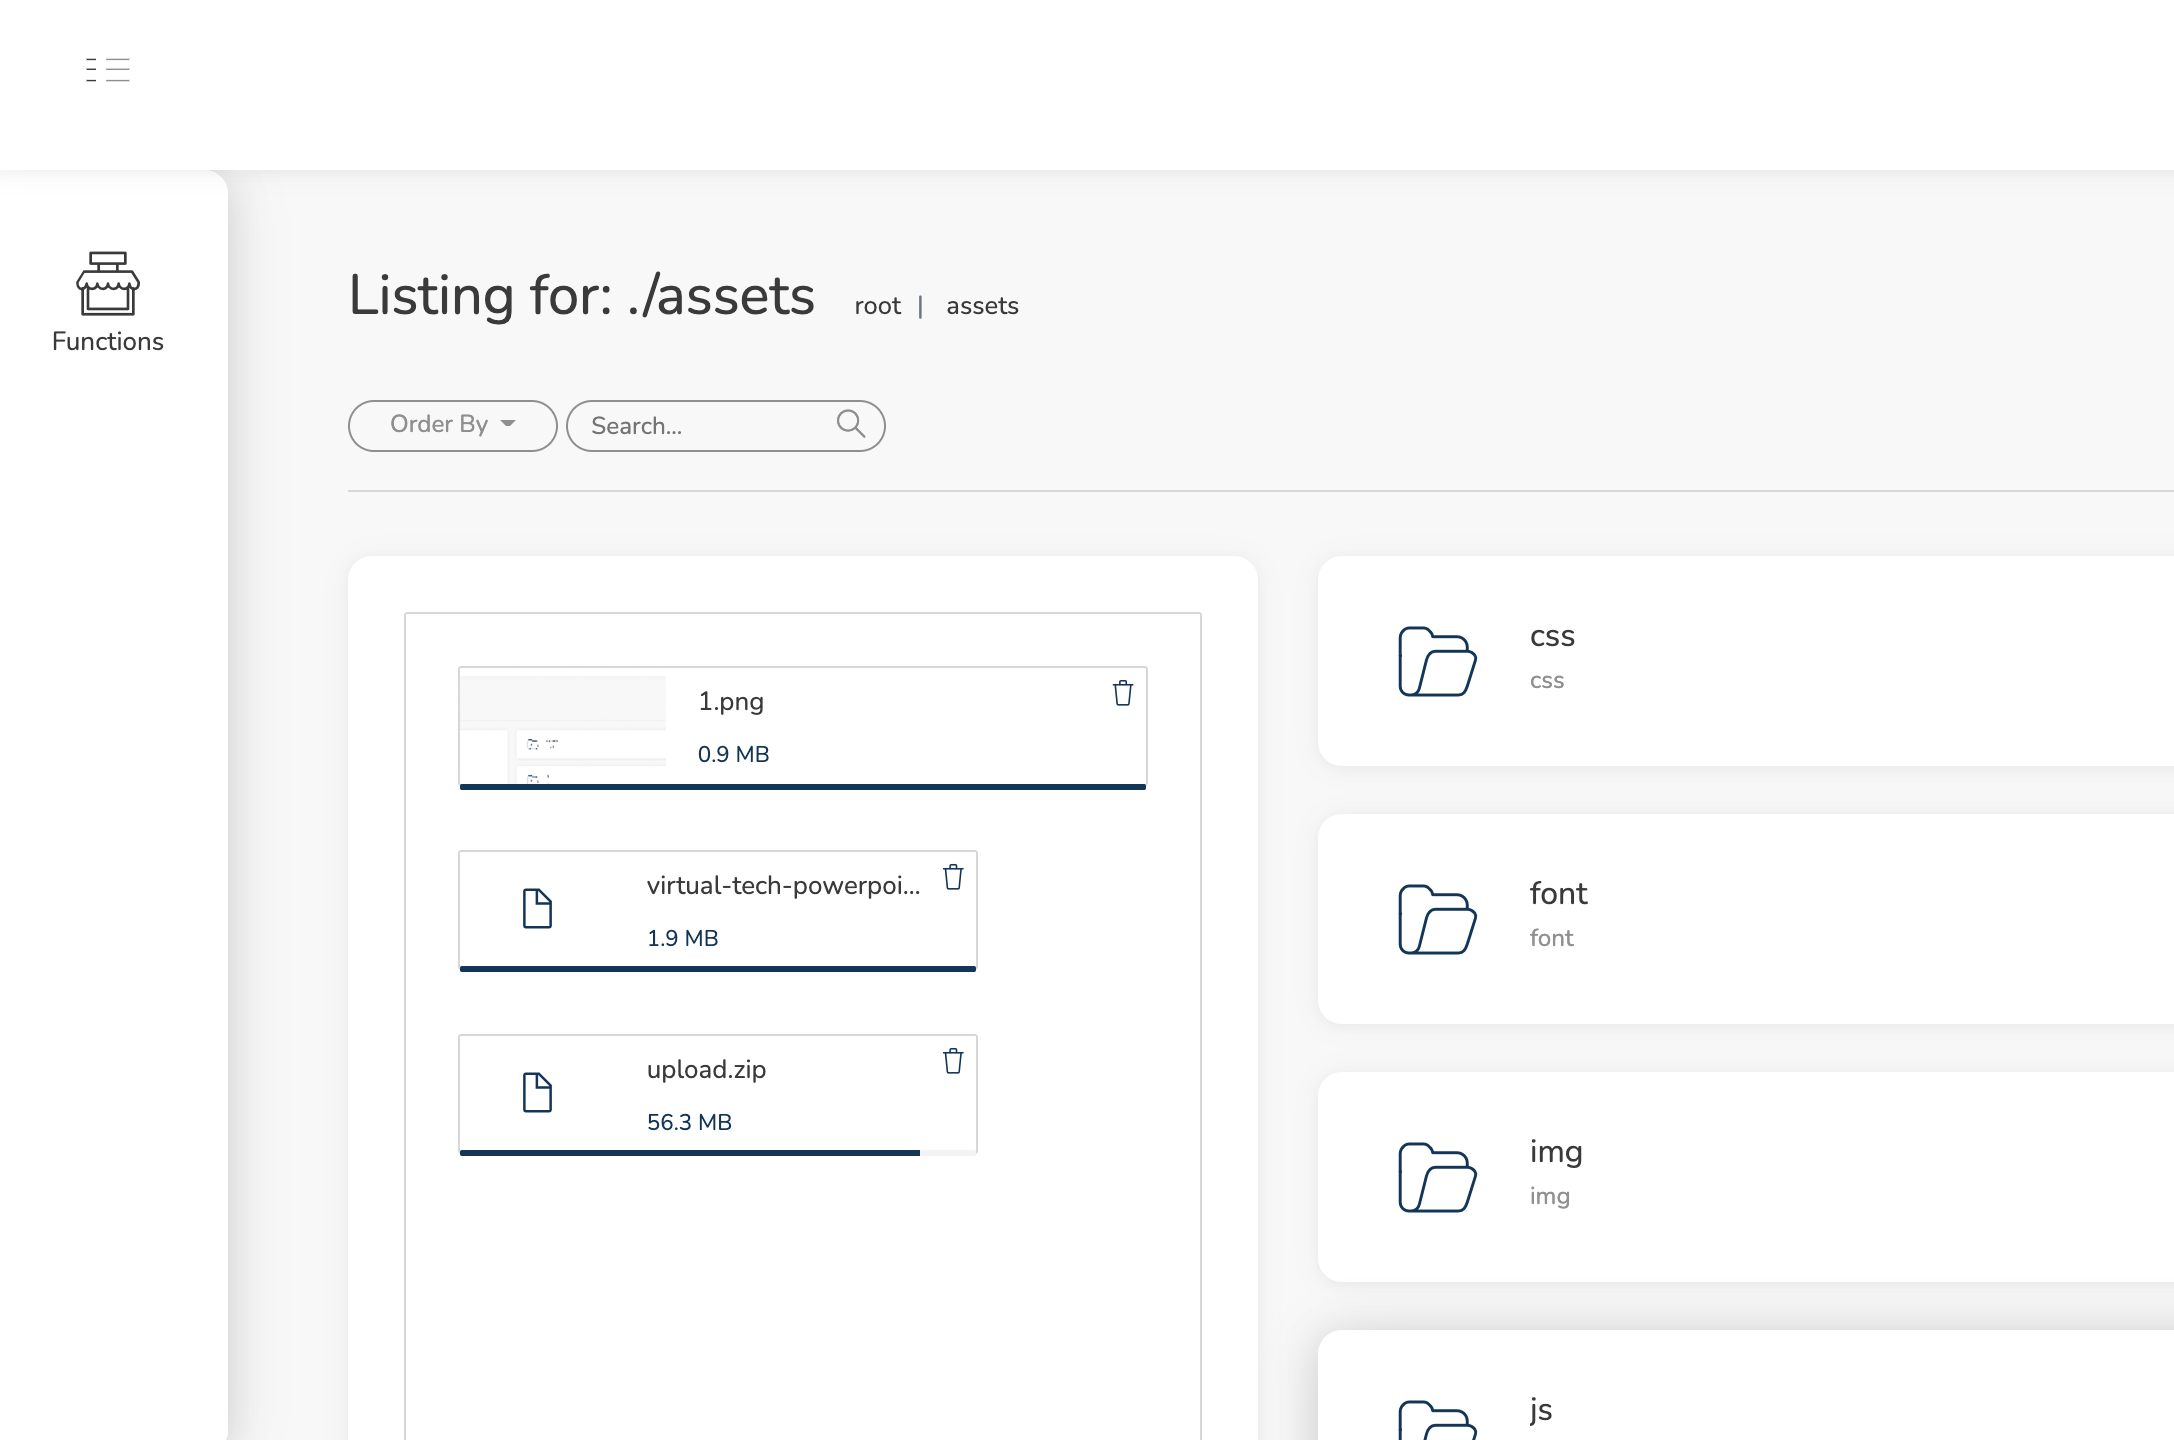 Functions
Listing for: ./assets root | assets
Order By Search...
1.png
0.9 MB
virtual-tech-powerpoi...
1.9 MB
upload.zip
56.3 MB
css
css
font
font
img
img
js